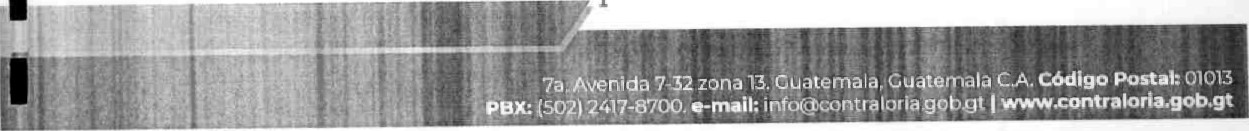 7a. Avenida 7-32 zona 13. Guatemala, Guatemala C.A. Código Postal: 01013
PBX: (502) 2417-8700. e-mail: info@contraloria.gob.gt | www.contraloria.gob.gt